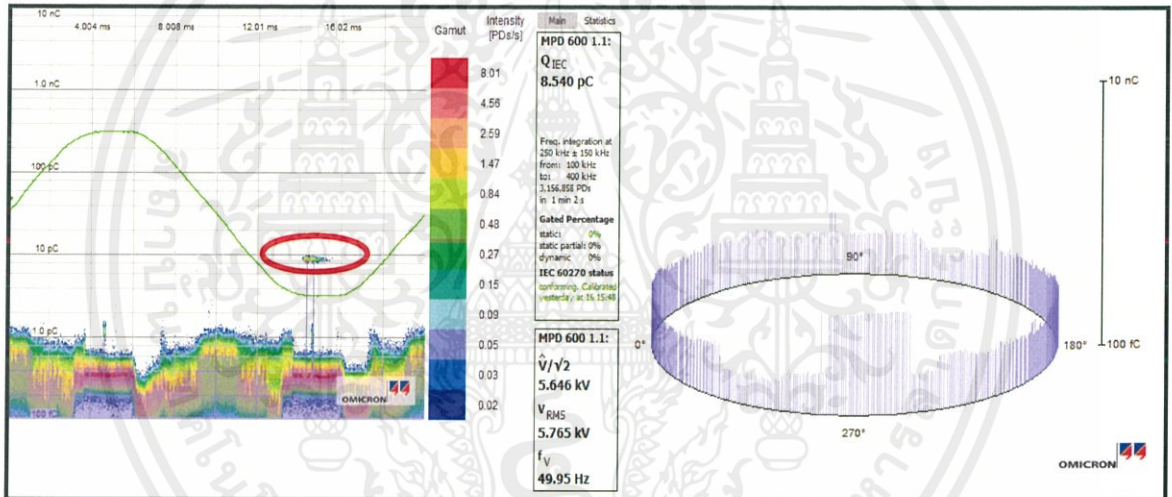 10 nC
4.004 ms 8.008 ms 12.01 ms 16.02 ms
1.0 nC
100 pC
10 pC
1.0 pC
100 fC
OMICRON
Gamut
Intensity
[PDs/s]
8.01
4.56
2.59
1.47
0.84
0.48
0.27
0.15
0.09
0.05
0.03
0.02
Main Statistics
MPD 600 1.1:
Q IEC
8.540 pC
Freq. integration at
250 kHz ± 150 kHz
from: 100 kHz
to: 400 kHz
3,156,858 PDs
in 1 min 2 s
Gated Percentage
static: 0%
static partial: 0%
dynamic 0%
IEC 60270 status
conforming. Calibrated
yesterday at 16:15:48
MPD 600 1.1:
V̂/√2
5.646 kV
V RMS
5.765 kV
f V
49.95 Hz
10 nC
90°
0°
180°
100 fC
270°
OMICRON